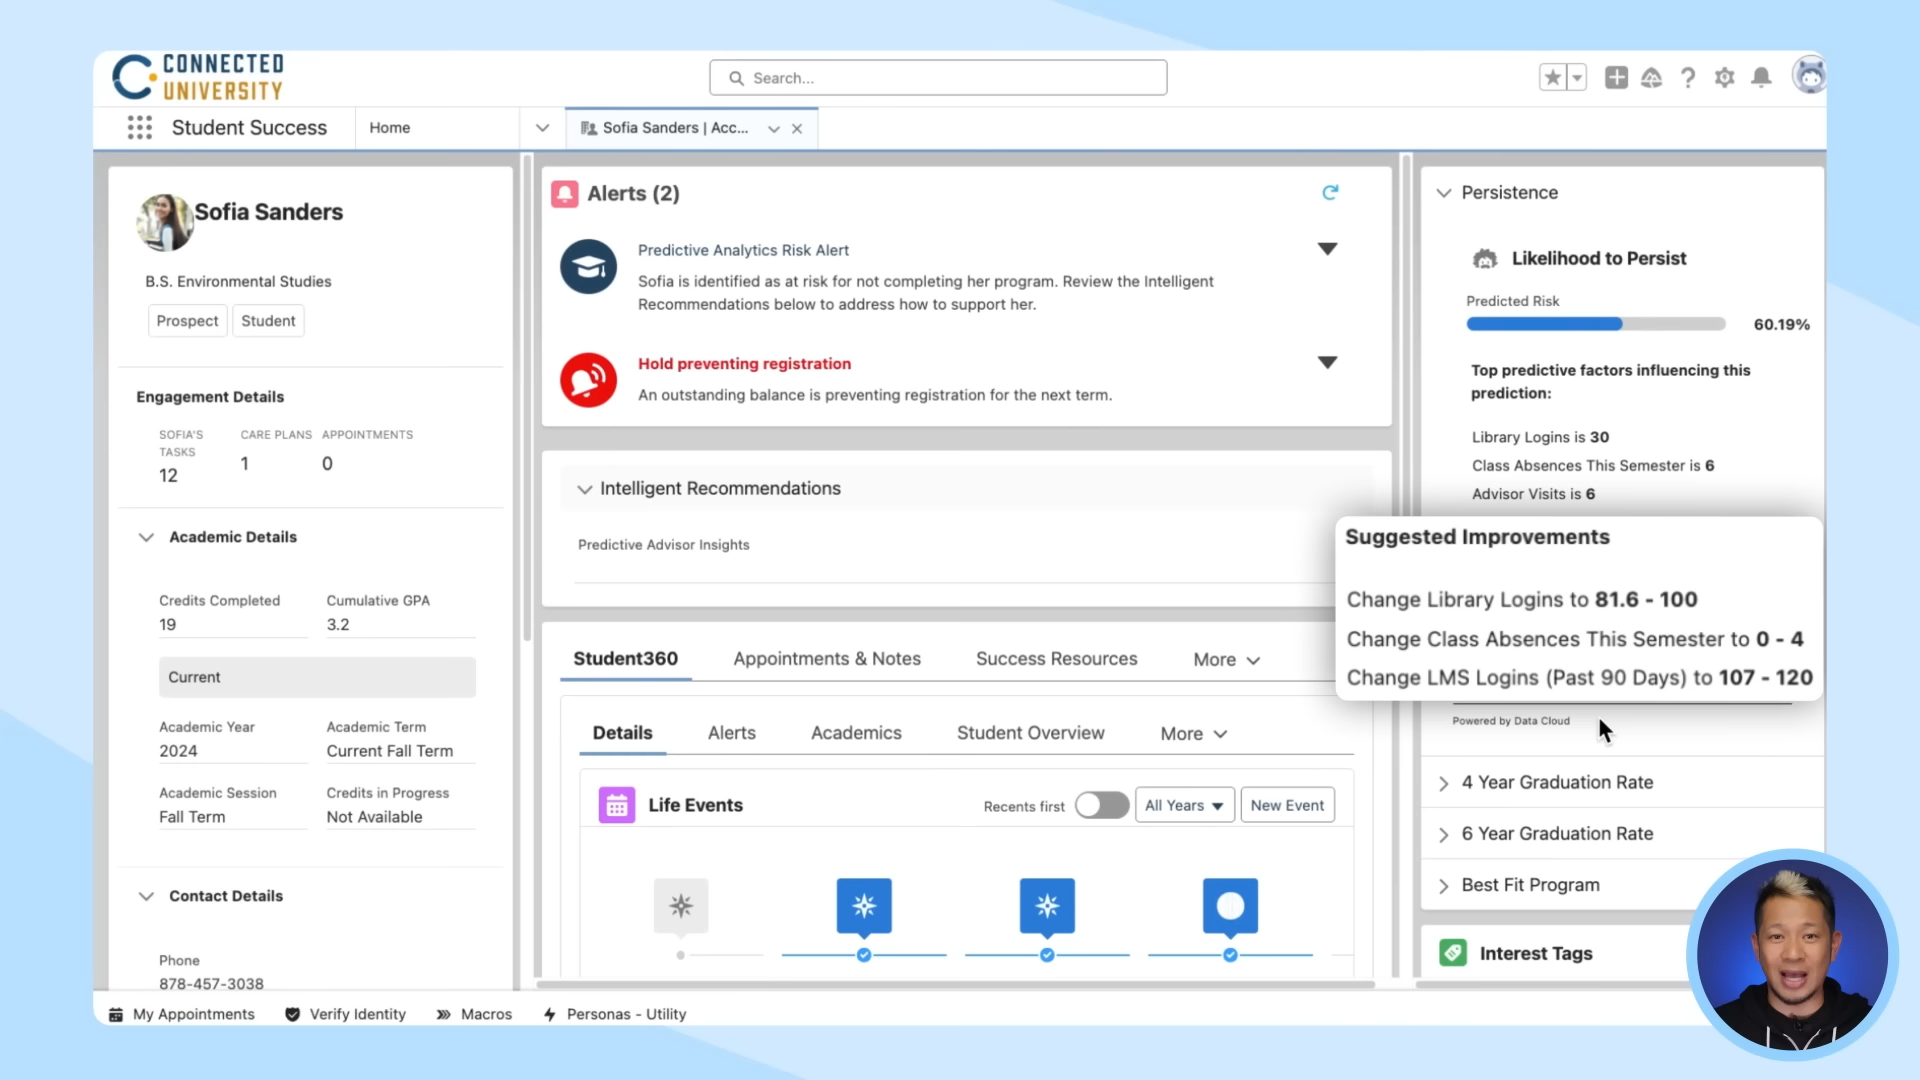 CONNECTED
UNIVERSITY
Search...
Student Success
Home
Sofia Sanders | Acc...
Sofia Sanders
B.S. Environmental Studies
Prospect
Student
Engagement Details
SOFIA'S
TASKS
12
CARE PLANS
1
APPOINTMENTS
0
Academic Details
Credits Completed
19
Cumulative GPA
3.2
Current
Academic Year
2024
Academic Term
Current Fall Term
Academic Session
Fall Term
Credits in Progress
Not Available
Contact Details
Phone
878-457-3038
Alerts (2)
Predictive Analytics Risk Alert
Sofia is identified as at risk for not completing her program. Review the Intelligent
Recommendations below to address how to support her.
Hold preventing registration
An outstanding balance is preventing registration for the next term.
Intelligent Recommendations
Predictive Advisor Insights
Student360
Appointments & Notes
Success Resources
More
Details
Alerts
Academics
Student Overview
More
Life Events
Recents first
All Years
New Event
Persistence
Likelihood to Persist
Predicted Risk
60.19%
Top predictive factors influencing this
prediction:
Library Logins is 30
Class Absences This Semester is 6
Advisor Visits is 6
Suggested Improvements
Change Library Logins to 81.6 - 100
Change Class Absences This Semester to 0 - 4
Change LMS Logins (Past 90 Days) to 107 - 120
Powered by Data Cloud
4 Year Graduation Rate
6 Year Graduation Rate
Best Fit Program
Interest Tags
My Appointments
Verify Identity
Macros
Personas - Utility